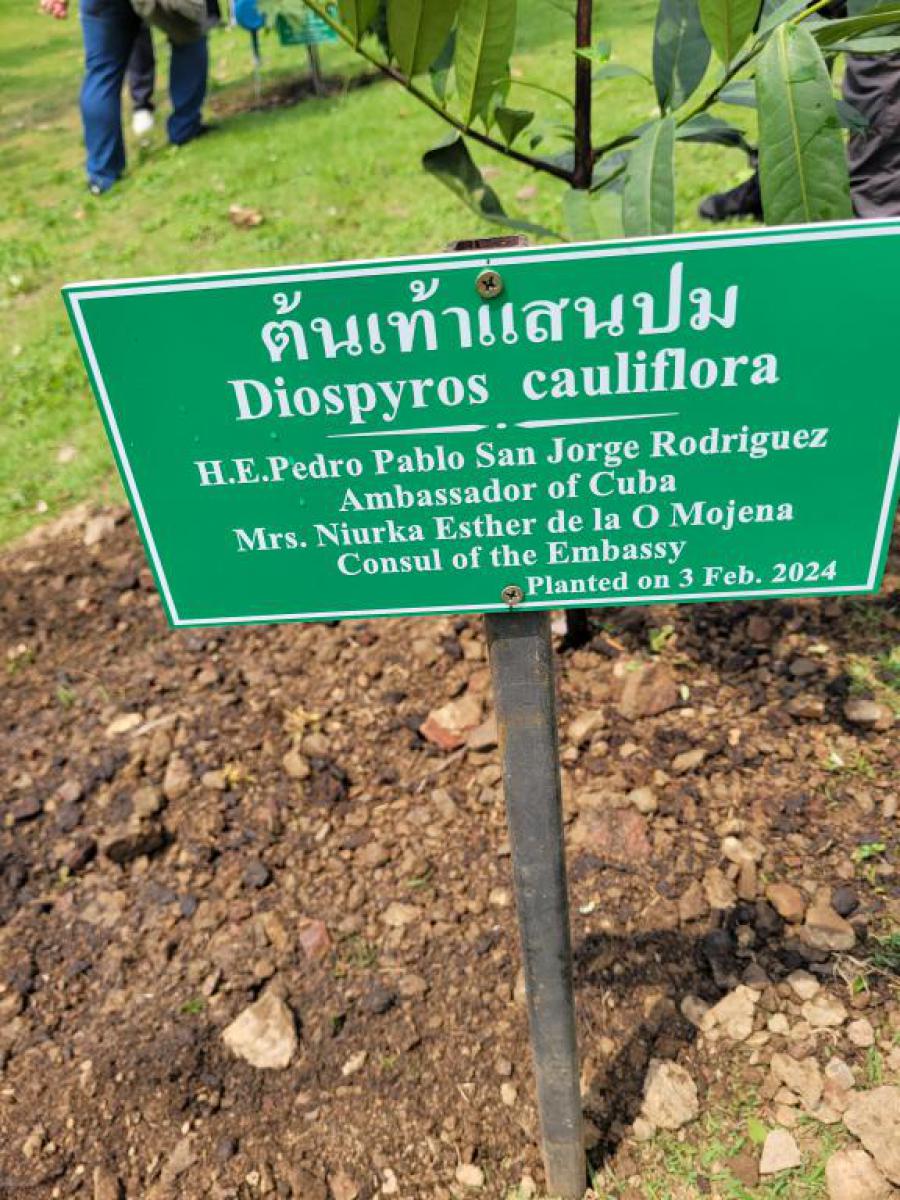 ต้นเท้าแสนปม
Diospyros cauliflora
H.E.Pedro Pablo San Jorge Rodriguez
Ambassador of Cuba
Mrs. Niurka Esther de la O Mojena
Consul of the Embassy
Planted on 3 Feb. 2024